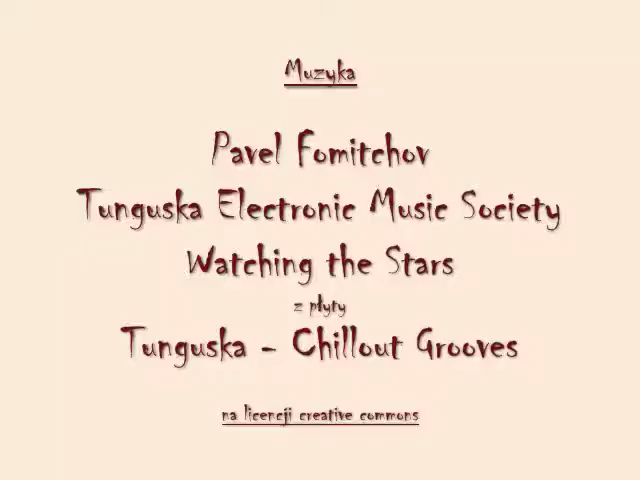 Muzyka
Pavel Fomitchov
Tunguska Electronic Music Society
Watching the Stars
z płyty
Tunguska - Chillout Grooves
na licencji creative commons